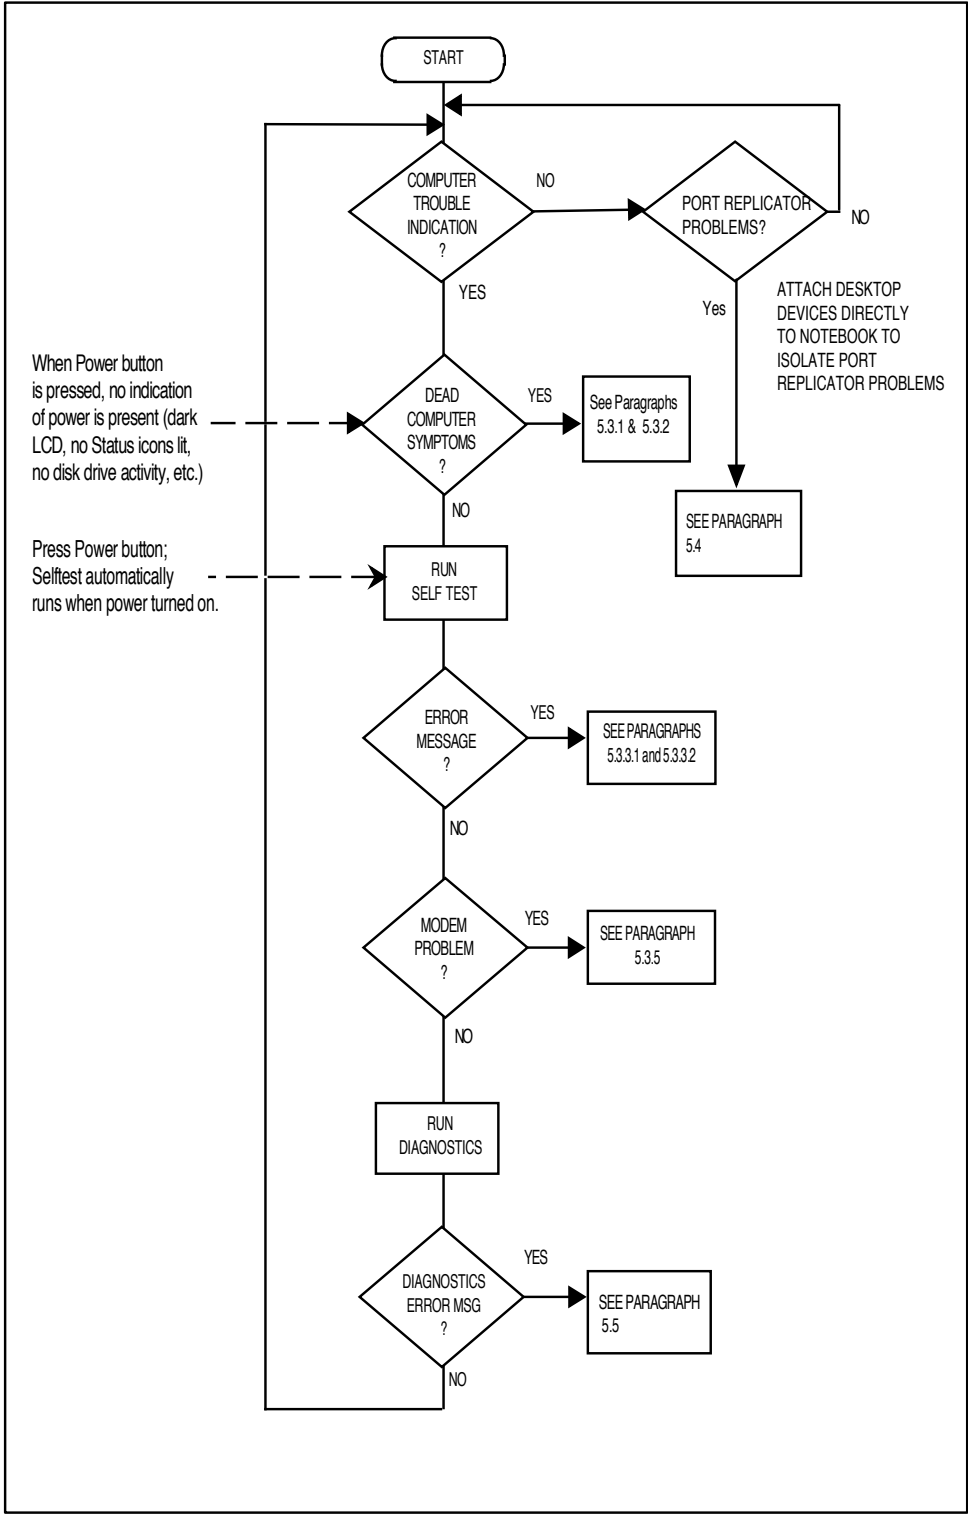 START
COMPUTER
TROUBLE
INDICATION
?
NO
PORT REPLICATOR
PROBLEMS?
NO
YES
Yes
ATTACH DESKTOP
DEVICES DIRECTLY
TO NOTEBOOK TO
ISOLATE PORT
REPLICATOR PROBLEMS
When Power button
is pressed, no indication
of power is present (dark
LCD, no Status icons lit,
no disk drive activity, etc.)
DEAD
COMPUTER
SYMPTOMS
?
YES
See Paragraphs
5.3.1 & 5.3.2
NO
SEE PARAGRAPH
5.4
Press Power button;
Selftest automatically
runs when power turned on.
RUN
SELF TEST
ERROR
MESSAGE
?
YES
SEE PARAGRAPHS
5.3.3.1 and 5.3.3.2
NO
MODEM
PROBLEM
?
YES
SEE PARAGRAPH
5.3.5
NO
RUN
DIAGNOSTICS
DIAGNOSTICS
ERROR MSG
?
YES
SEE PARAGRAPH
5.5
NO